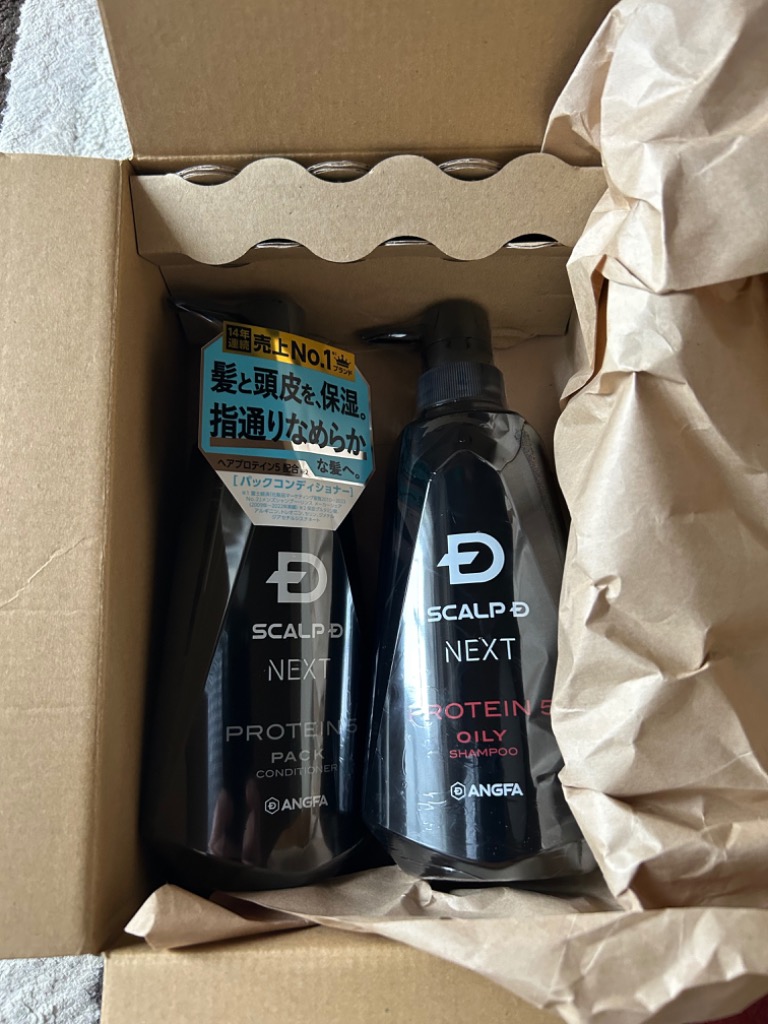 14年
連続
売上No.1
ブランド
髪と頭皮を、保湿。
指通りなめらか
な髪へ。
ヘアプロテイン5 配合
[パックコンディショナー]
SCALP D
NEXT
PROTEIN 5
PACK
CONDITIONER
ANGFA
SCALP D
NEXT
PROTEIN 5
OILY
SHAMPOO
ANGFA